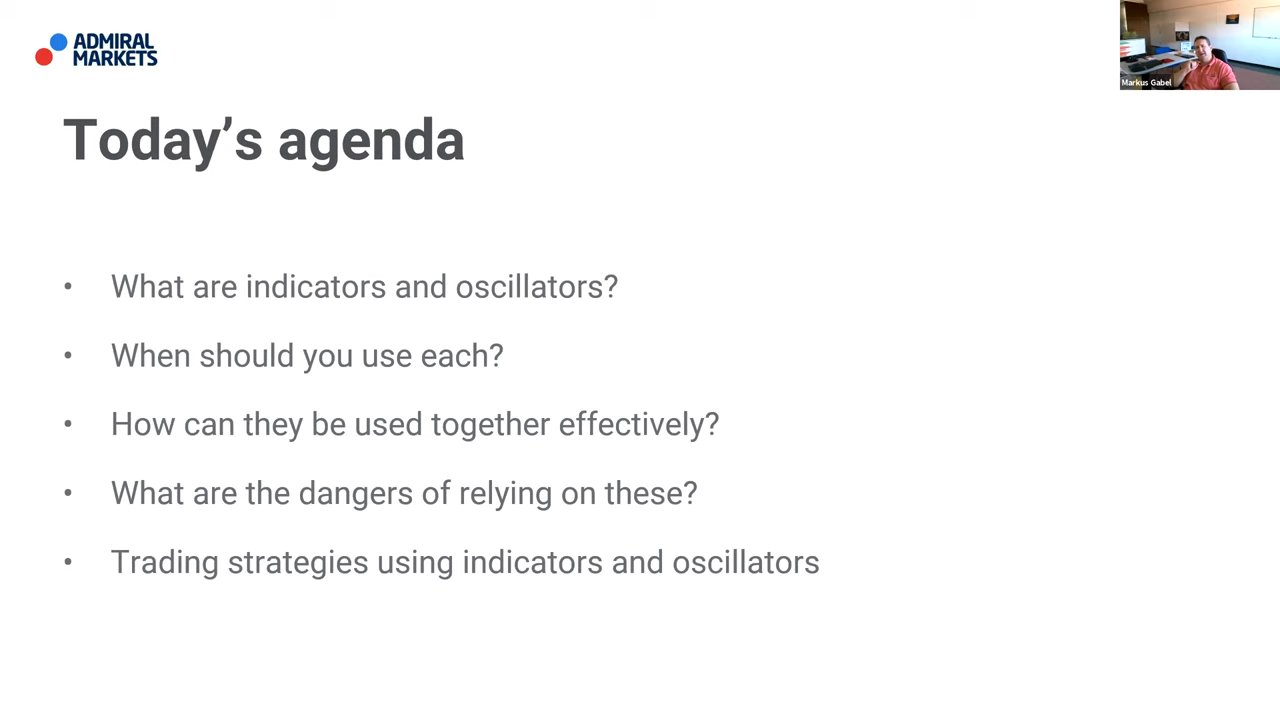 ADMIRAL
MARKETS
Markus Gabel
Today’s agenda
• What are indicators and oscillators?
• When should you use each?
• How can they be used together effectively?
• What are the dangers of relying on these?
• Trading strategies using indicators and oscillators